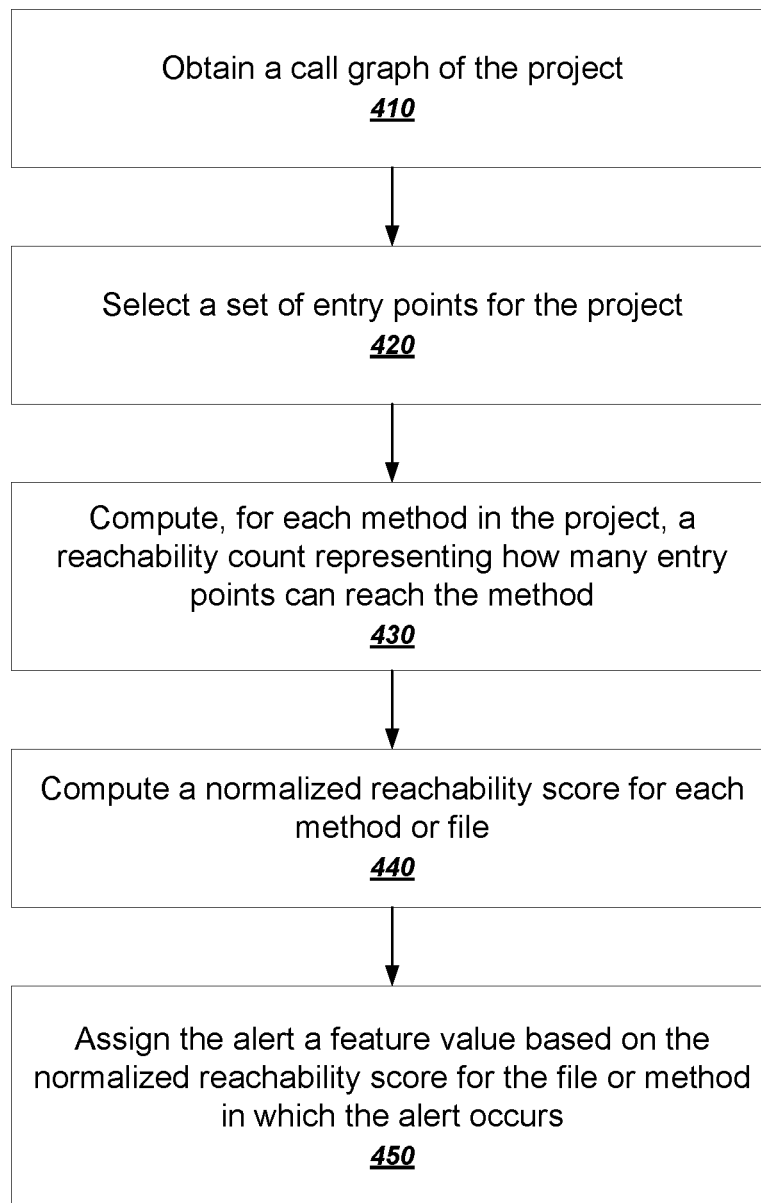 Obtain a call graph of the project
410
Select a set of entry points for the project
420
Compute, for each method in the project, a
reachability count representing how many entry
points can reach the method
430
Compute a normalized reachability score for each
method or file
440
Assign the alert a feature value based on the
normalized reachability score for the file or method
in which the alert occurs
450